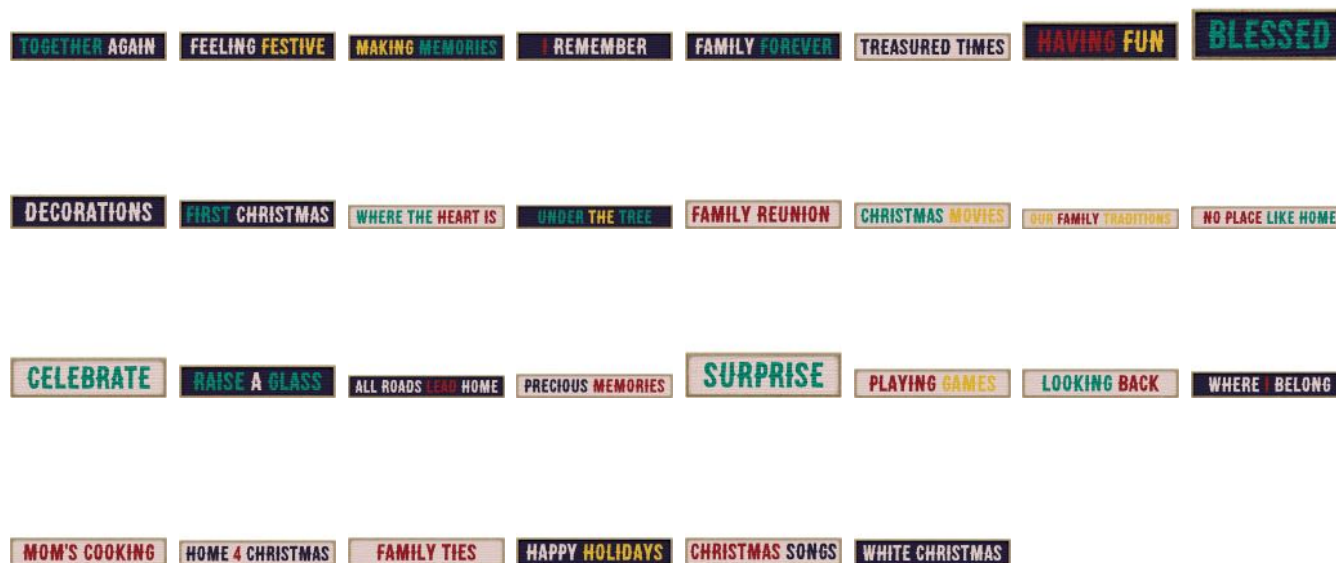 TOGETHER AGAIN
FEELING FESTIVE
MAKING MEMORIES
I REMEMBER
FAMILY FOREVER
TREASURED TIMES
HAVING FUN
BLESSED
DECORATIONS
FIRST CHRISTMAS
WHERE THE HEART IS
UNDER THE TREE
FAMILY REUNION
CHRISTMAS MOVIES
OUR FAMILY TRADITIONS
NO PLACE LIKE HOME
CELEBRATE
RAISE A GLASS
ALL ROADS LEAD HOME
PRECIOUS MEMORIES
SURPRISE
PLAYING GAMES
LOOKING BACK
WHERE I BELONG
MOM'S COOKING
HOME 4 CHRISTMAS
FAMILY TIES
HAPPY HOLIDAYS
CHRISTMAS SONGS
WHITE CHRISTMAS